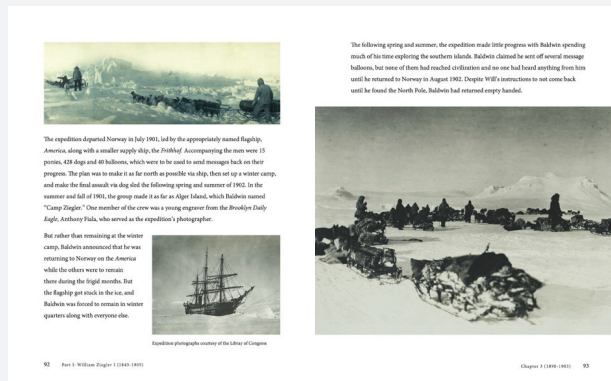 The expedition departed Norway in July 1901, led by the appropriately named flagship,
America, along with a smaller supply ship, the Frithhof. Accompanying the men were 15
ponies, 428 dogs and 40 balloons, which were to be used to send messages back on their
progress. The plan was to make it as far north as possible via ship, then set up a winter camp,
and make the final assault via dog sled the following spring and summer of 1902. In the
summer and fall of 1901, the group made it as far as Alger Island, which Baldwin named
"Camp Ziegler." One member of the crew was a young engraver from the Brooklyn Daily
Eagle, Anthony Fiala, who served as the expedition's photographer.
But rather than remaining at the winter
camp, Baldwin announced that he was
returning to Norway on the America
while the others were to remain
there during the frigid months. But
the flagship got stuck in the ice, and
Baldwin was forced to remain in winter
quarters along with everyone else.
Expedition photographs courtesy of the Library of Congress
92 Part I: William Ziegler I (1843-1905)
The following spring and summer, the expedition made little progress with Baldwin spending
much of his time exploring the southern islands. Baldwin claimed he sent off several message
balloons, but none of them had reached civilization and no one had heard anything from him
until he returned to Norway in August 1902. Despite Will's instructions to not come back
until he found the North Pole, Baldwin had returned empty handed.
Chapter 3 (1890-1905) 93